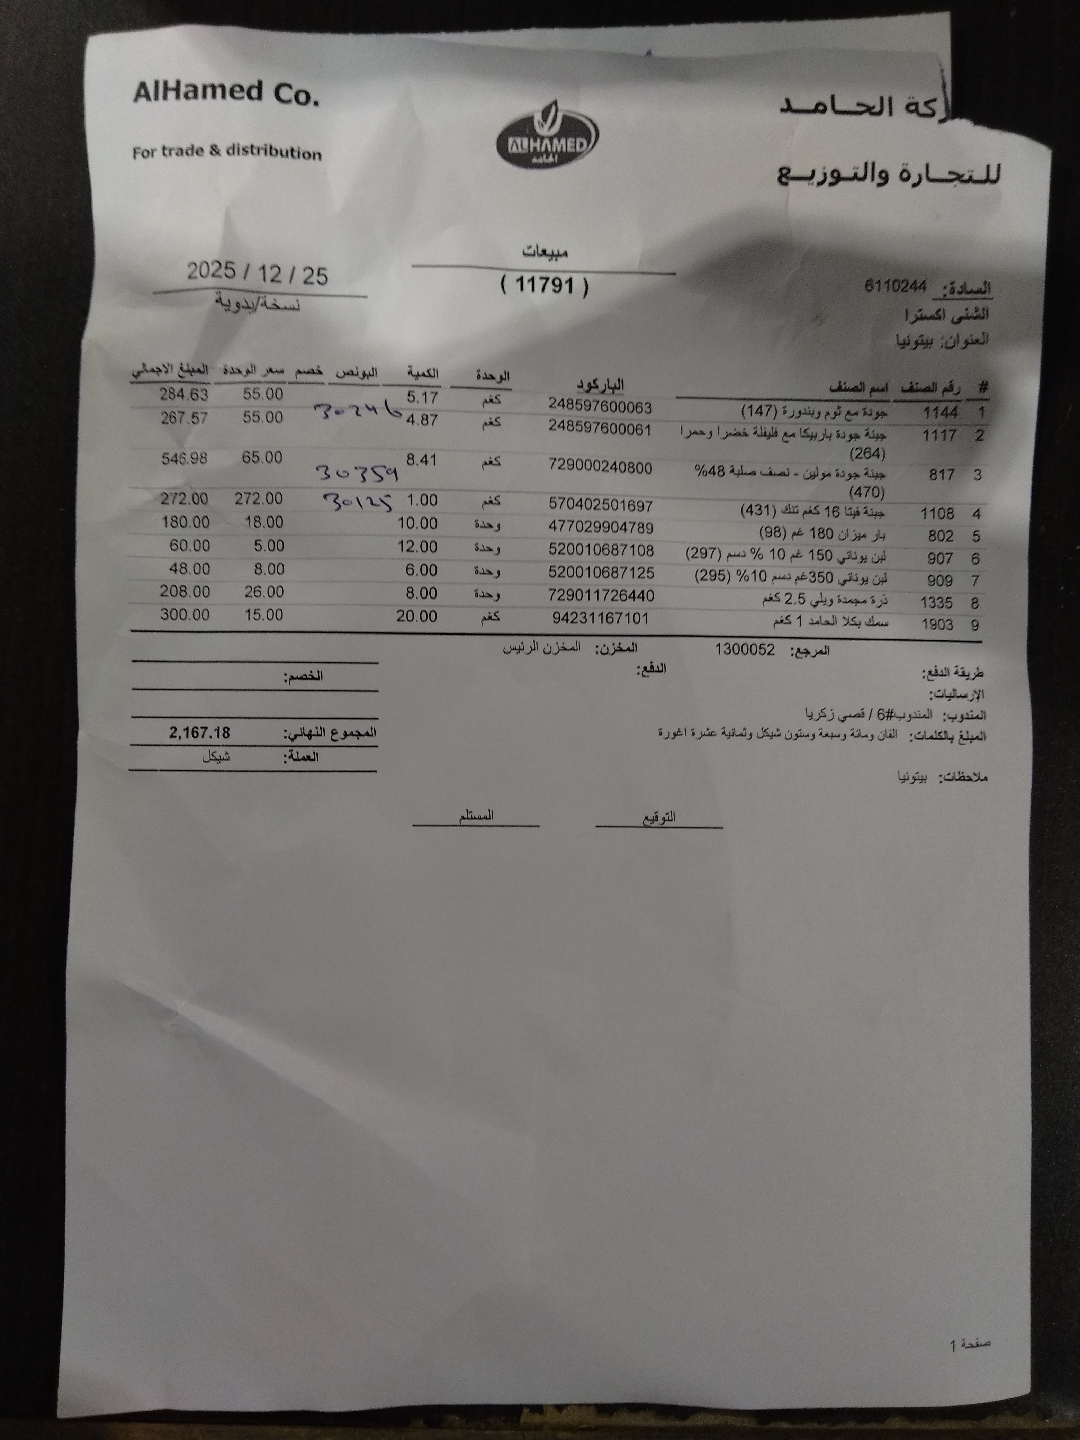 AlHamed Co.
كة الحامد
For trade & distribution
للتجارة والتوزيع
ALHAMED
الحامد
مبيعات
( 11791 )
2025 / 12 / 25
نسخة/يدوية
السادة: 6110244
الشني اكسترا
العنوان: بيتونيا
# رقم الصنف اسم الصنف الباركود الوحدة الكمية البونص خصم سعر الوحدة المبلغ الاجمالي
1 1144 جودة مع ثوم وبندورة (147) 248597600063 كغم 5.17 55.00 284.63
30246
2 1117 جبنة جودة باربيكا مع فليفلة خضرا وحمرا (264) 248597600061 كغم 4.87 55.00 267.57
3 817 جبنة جودة مولين - نصف صلبة 48% (470) 729000240800 كغم 8.41 65.00 546.98
30359
4 1108 جبنة فيتا 16 كغم تنك (431) 570402501697 كغم 1.00 30125 272.00 272.00
5 802 بار ميزان 180 غم (98) 477029904789 وحدة 10.00 18.00 180.00
6 907 لبن يوناني 150 غم 10 % دسم (297) 520010687108 وحدة 12.00 5.00 60.00
7 909 لبن يوناني 350غم دسم 10% (295) 520010687125 وحدة 6.00 8.00 48.00
8 1335 ذرة مجمدة ويلي 2.5 كغم 729011726440 وحدة 8.00 26.00 208.00
9 1903 سمك بكلا الحامد 1 كغم 94231167101 كغم 20.00 15.00 300.00
المرجع: 1300052 المخزن: المخزن الرئيس
طريقة الدفع: الدفع:
الخصم:
الإرساليات:
المندوب: المندوب#6 / قصي زكريا
المبلغ بالكلمات: الفان ومائة وسبعة وستون شيكل وثمانية عشرة اغورة
المجموع النهائي: 2,167.18
العملة: شيكل
ملاحظات: بيتونيا
التوقيع المستلم
صفحة 1